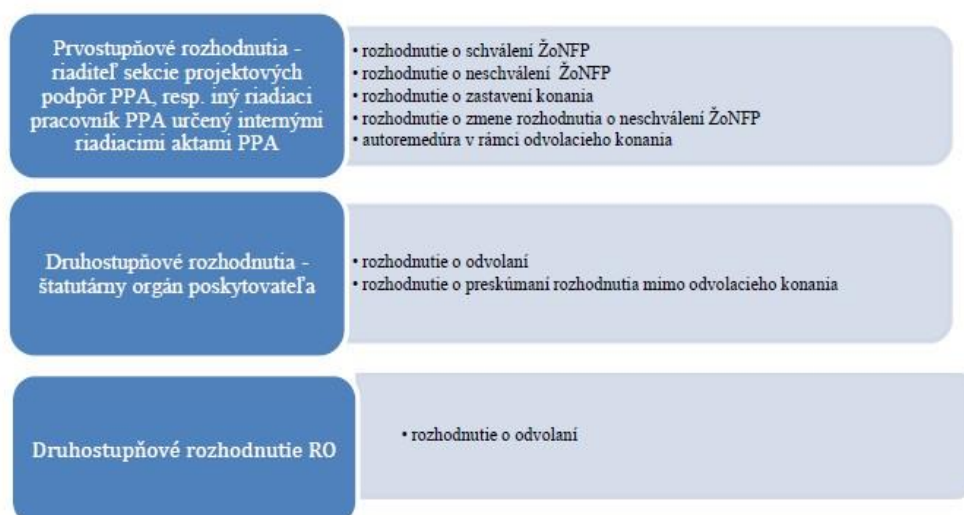 Prvostupňové rozhodnutia -
riaditeľ sekcie projektových
podpôr PPA, resp. iný riadiaci
pracovník PPA určený internými
riadiacimi aktami PPA
• rozhodnutie o schválení ŽoNFP
• rozhodnutie o neschválení ŽoNFP
• rozhodnutie o zastavení konania
• rozhodnutie o zmene rozhodnutia o neschválení ŽoNFP
• autoremedúra v rámci odvolacieho konania
Druhostupňové rozhodnutia -
štatutárny orgán poskytovateľa
• rozhodnutie o odvolaní
• rozhodnutie o preskúmaní rozhodnutia mimo odvolacieho konania
Druhostupňové rozhodnutie RO
• rozhodnutie o odvolaní